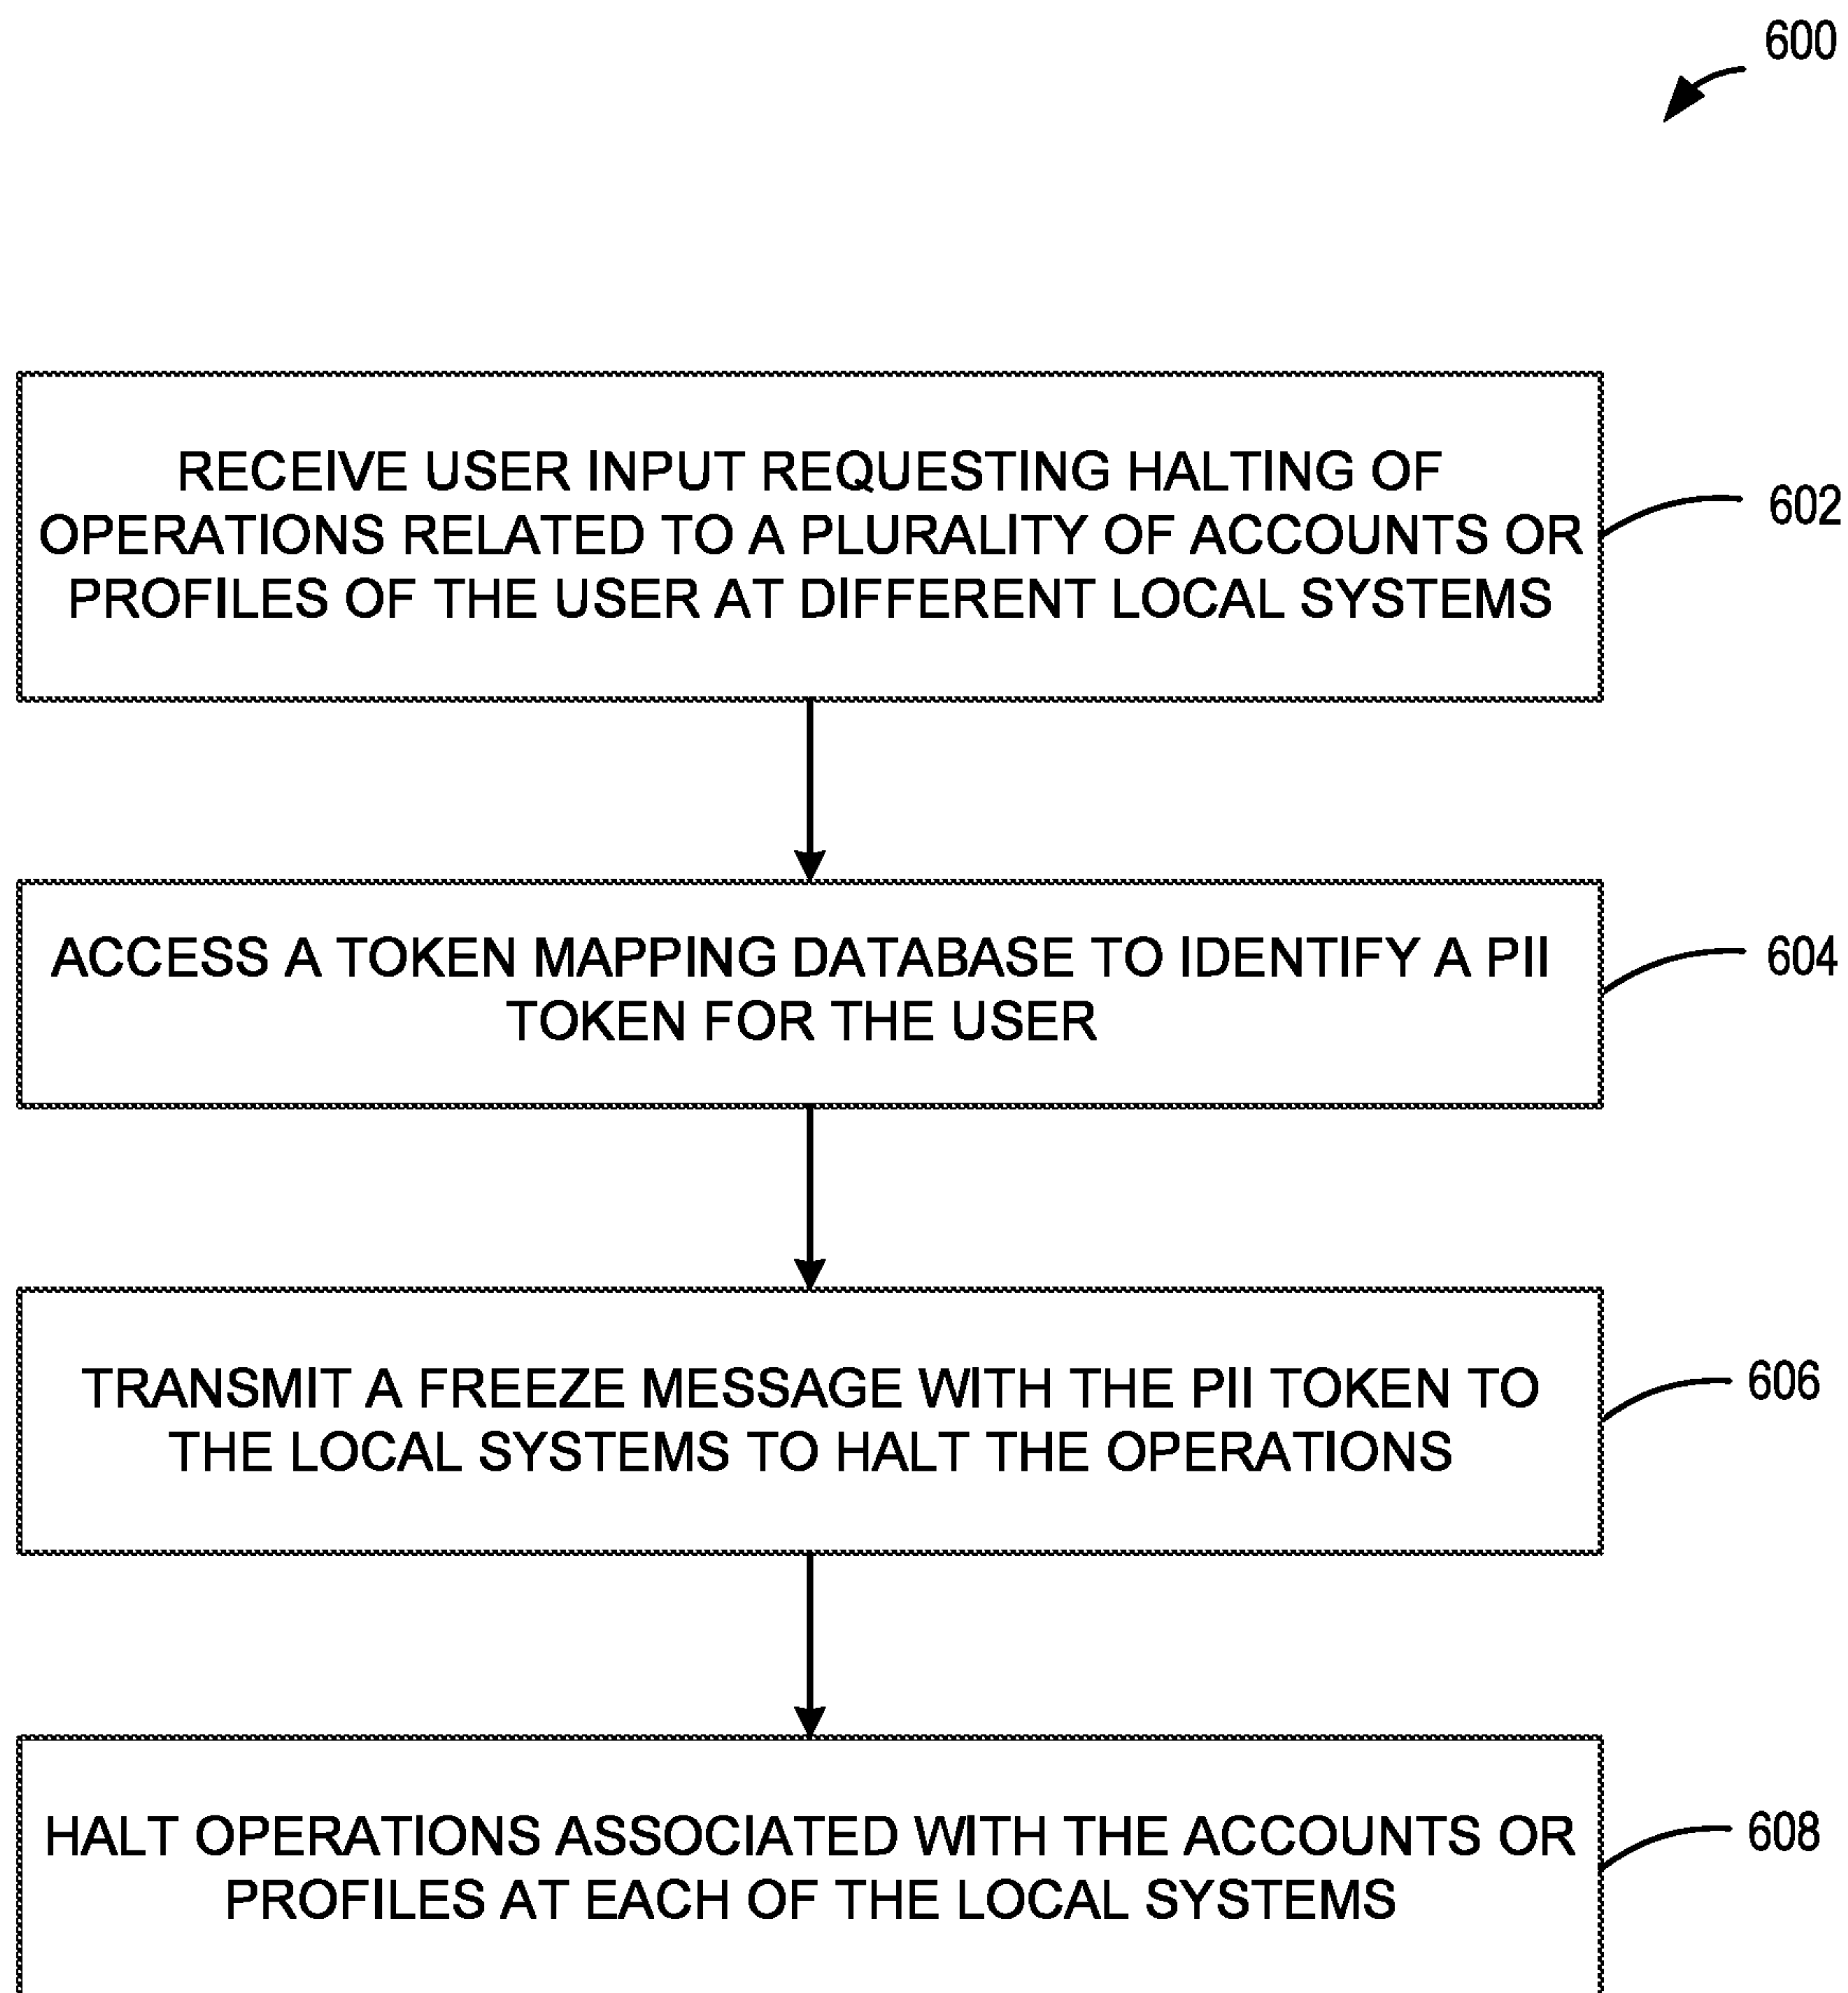 600
RECEIVE USER INPUT REQUESTING HALTING OF
OPERATIONS RELATED TO A PLURALITY OF ACCOUNTS OR
PROFILES OF THE USER AT DIFFERENT LOCAL SYSTEMS
602
ACCESS A TOKEN MAPPING DATABASE TO IDENTIFY A PII
TOKEN FOR THE USER
604
TRANSMIT A FREEZE MESSAGE WITH THE PII TOKEN TO
THE LOCAL SYSTEMS TO HALT THE OPERATIONS
606
HALT OPERATIONS ASSOCIATED WITH THE ACCOUNTS OR
PROFILES AT EACH OF THE LOCAL SYSTEMS
608